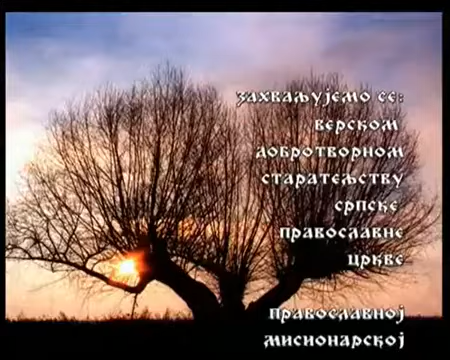 захваљујемо се:
верском
добротворном
старатељству
српске
православне
цркве
православној
мисионарској